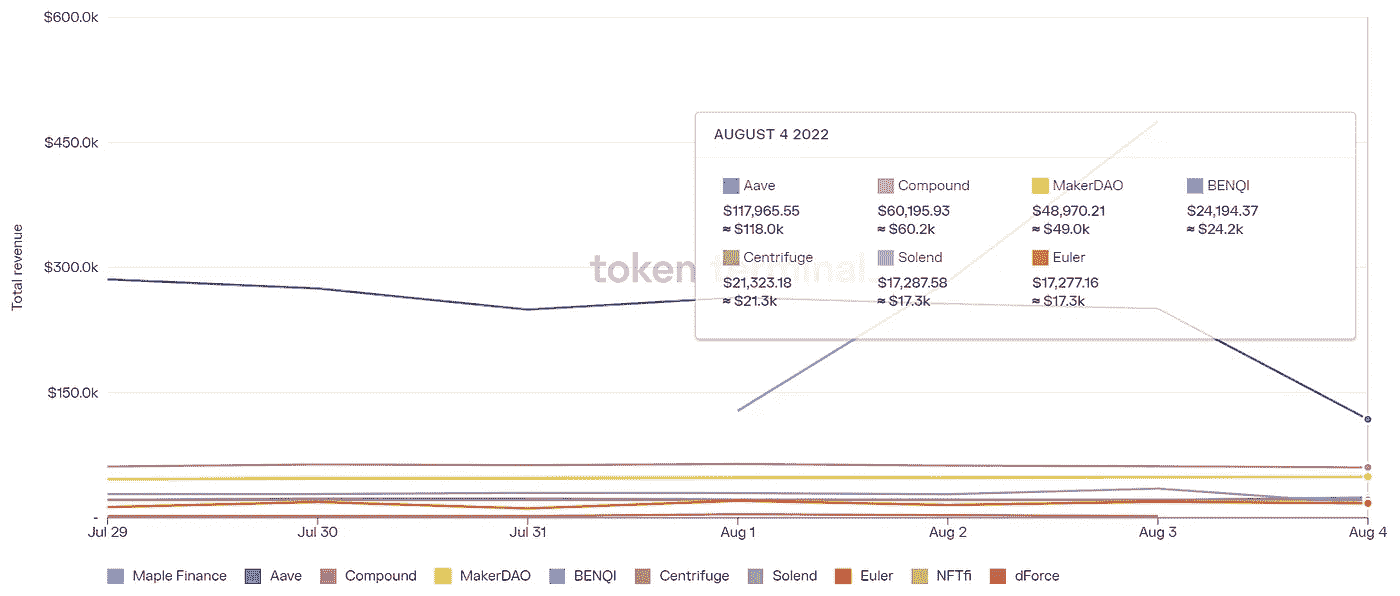 $600.0k
$450.0k
$300.0k
$150.0k
-
Total revenue
token terminal_
AUGUST 4 2022
Aave Compound MakerDAO BENQI
$117,965.55 $60,195.93 $48,970.21 $24,194.37
≈ $118.0k ≈ $60.2k ≈ $49.0k ≈ $24.2k
Centrifuge Solend Euler
$21,323.18 $17,287.58 $17,277.16
≈ $21.3k ≈ $17.3k ≈ $17.3k
Jul 29 Jul 30 Jul 31 Aug 1 Aug 2 Aug 3 Aug 4
Maple Finance Aave Compound MakerDAO BENQI Centrifuge Solend Euler NFTfi dForce